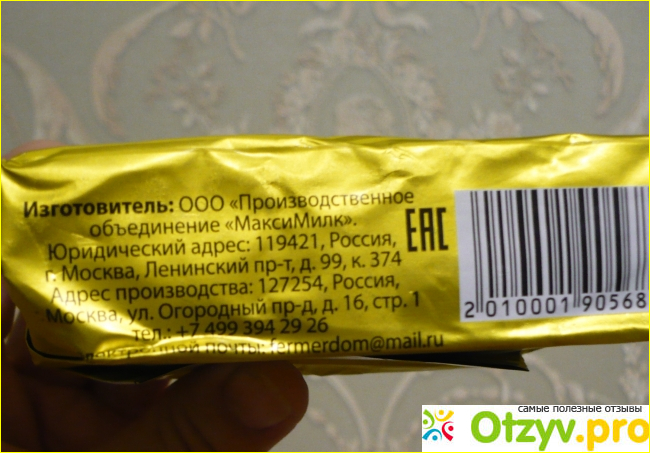 Изготовитель: ООО «Производственное
объединение «МаксиМилк».
Юридический адрес: 119421, Россия,
г. Москва, Ленинский пр-т, д. 99, к. 374
Адрес производства: 127254, Россия,
Москва, ул. Огородный пр-д, д. 16, стр. 1
тел.: +7 499 394 29 26
почты: fermerdom@mail.ru
EAC
2 010001 90568
самые полезные отзывы
Otzyv.pro